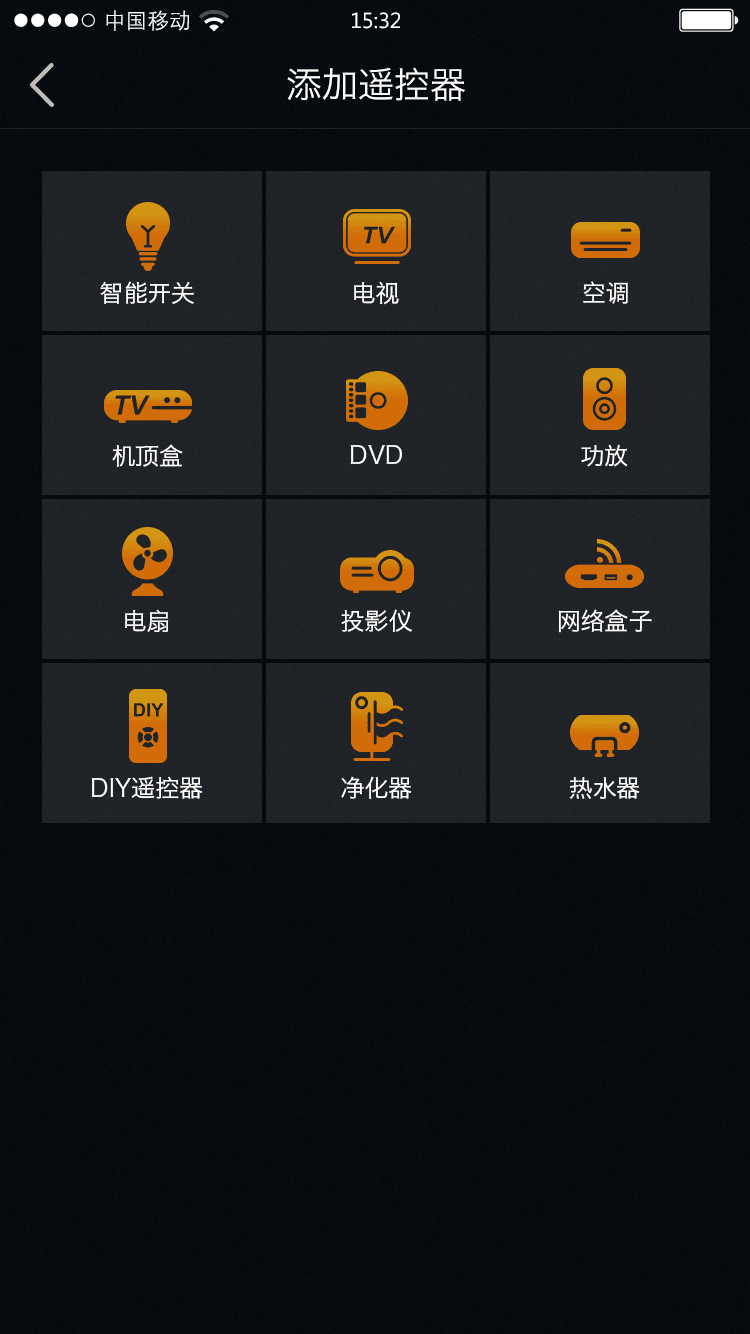 中国移动
15:32
添加遥控器
TV
智能开关
电视
空调
TV
机顶盒
DVD
功放
电扇
投影仪
网络盒子
DIY
DIY遥控器
净化器
热水器